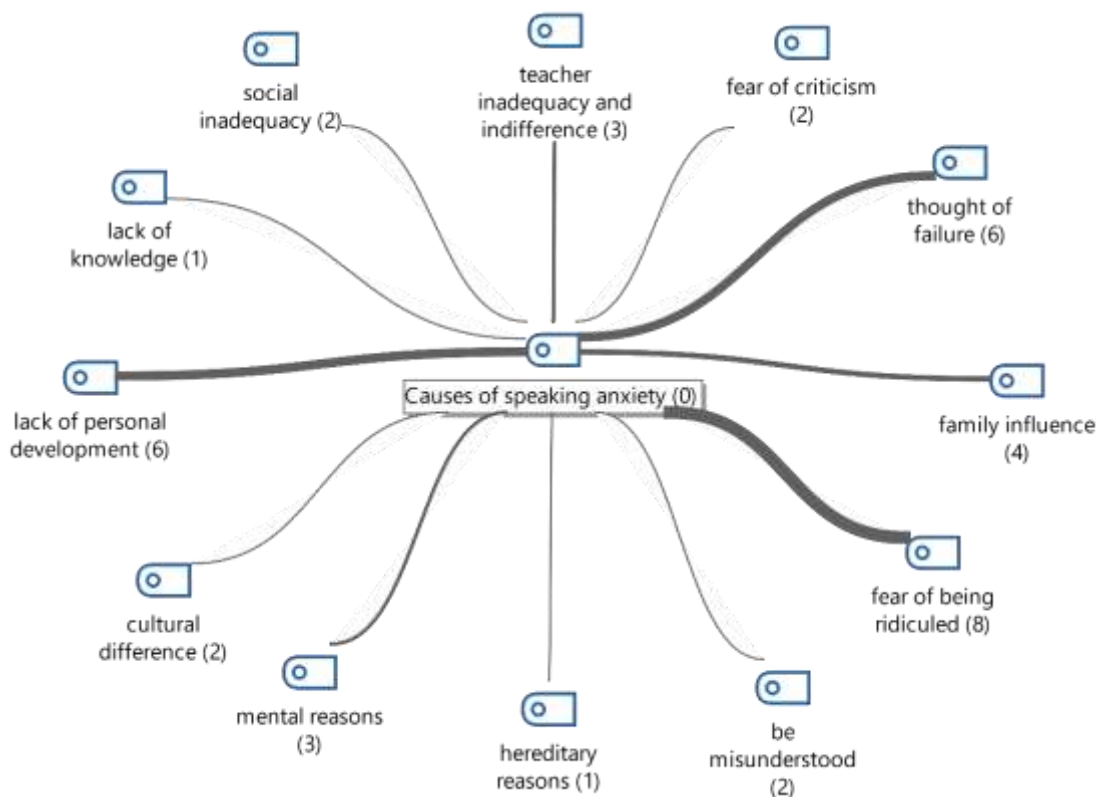 social
inadequacy (2)
teacher
inadequacy and
indifference (3)
fear of criticism
(2)
lack of
knowledge (1)
thought of
failure (6)
lack of personal
development (6)
Causes of speaking anxiety (0)
family influence
(4)
cultural
difference (2)
mental reasons
(3)
hereditary
reasons (1)
be
misunderstood
(2)
fear of being
ridiculed (8)